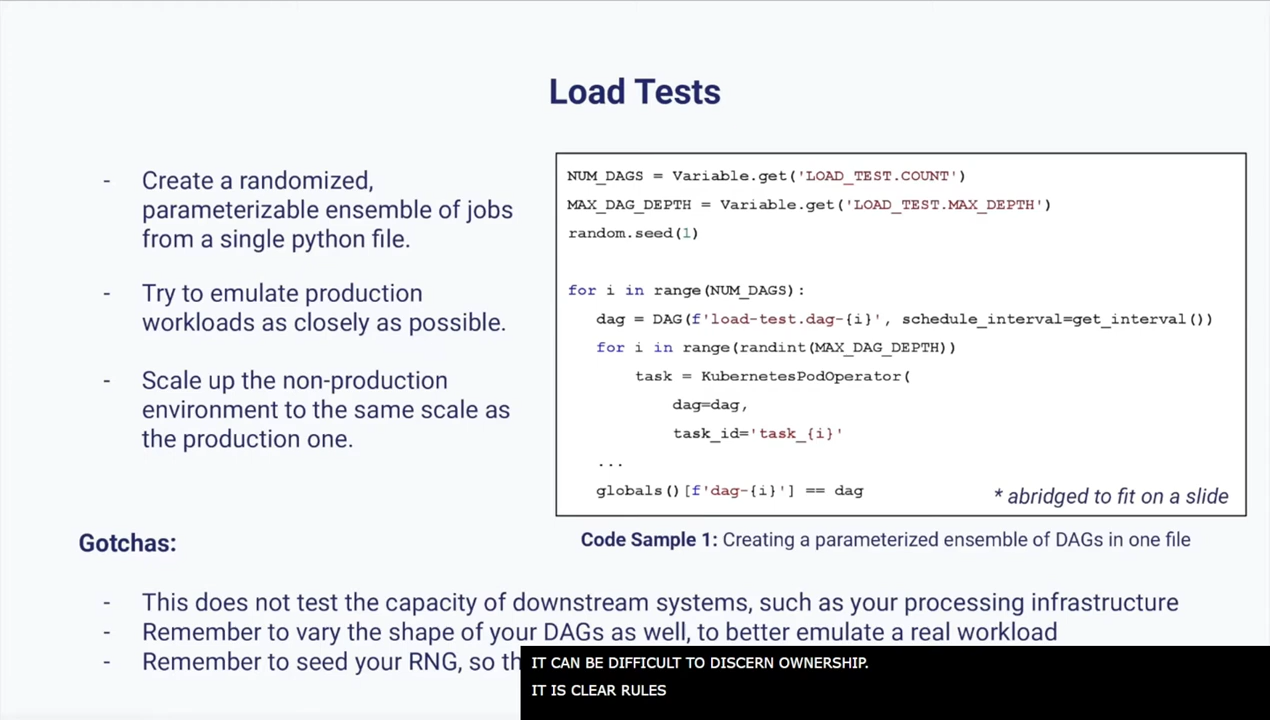 Load Tests
- Create a randomized,
parameterizable ensemble of jobs
from a single python file.
- Try to emulate production
workloads as closely as possible.
- Scale up the non-production
environment to the same scale as
the production one.
NUM_DAGS = Variable.get('LOAD_TEST.COUNT')
MAX_DAG_DEPTH = Variable.get('LOAD_TEST.MAX_DEPTH')
random.seed(1)
for i in range(NUM_DAGS):
dag = DAG(f'load-test.dag-{i}', schedule_interval=get_interval())
for i in range(randint(MAX_DAG_DEPTH))
task = KubernetesPodOperator(
dag=dag,
task_id='task_{i}'
...
globals()[f'dag-{i}'] == dag
* abridged to fit on a slide
Code Sample 1: Creating a parameterized ensemble of DAGs in one file
Gotchas:
- This does not test the capacity of downstream systems, such as your processing infrastructure
- Remember to vary the shape of your DAGs as well, to better emulate a real workload
- Remember to seed your RNG, so
IT CAN BE DIFFICULT TO DISCERN OWNERSHIP.
IT IS CLEAR RULES